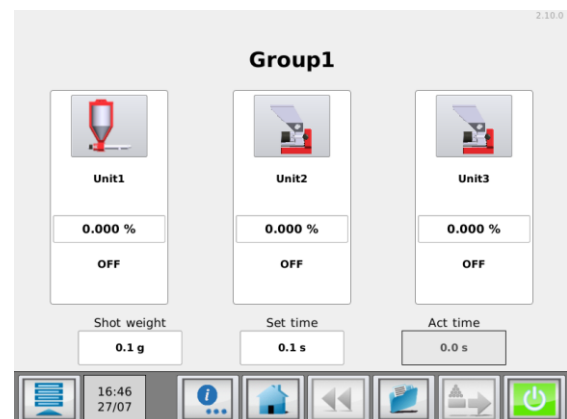 2.10.0
Group1
Unit1 Unit2 Unit3
0.000 % 0.000 % 0.000 %
OFF OFF OFF
Shot weight Set time Act time
0.1 g 0.1 s 0.0 s
16:46
27/07